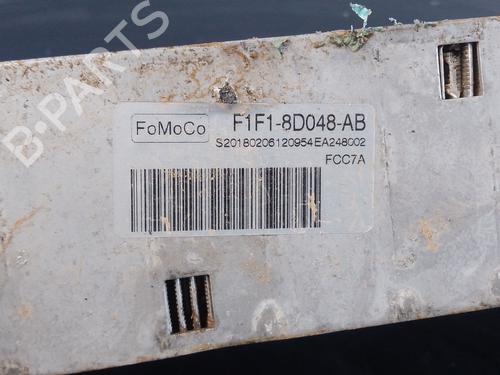 B-PARTS
FoMoCo F1F1-8D048-AB
S20180206120954EA248002
FCC7A